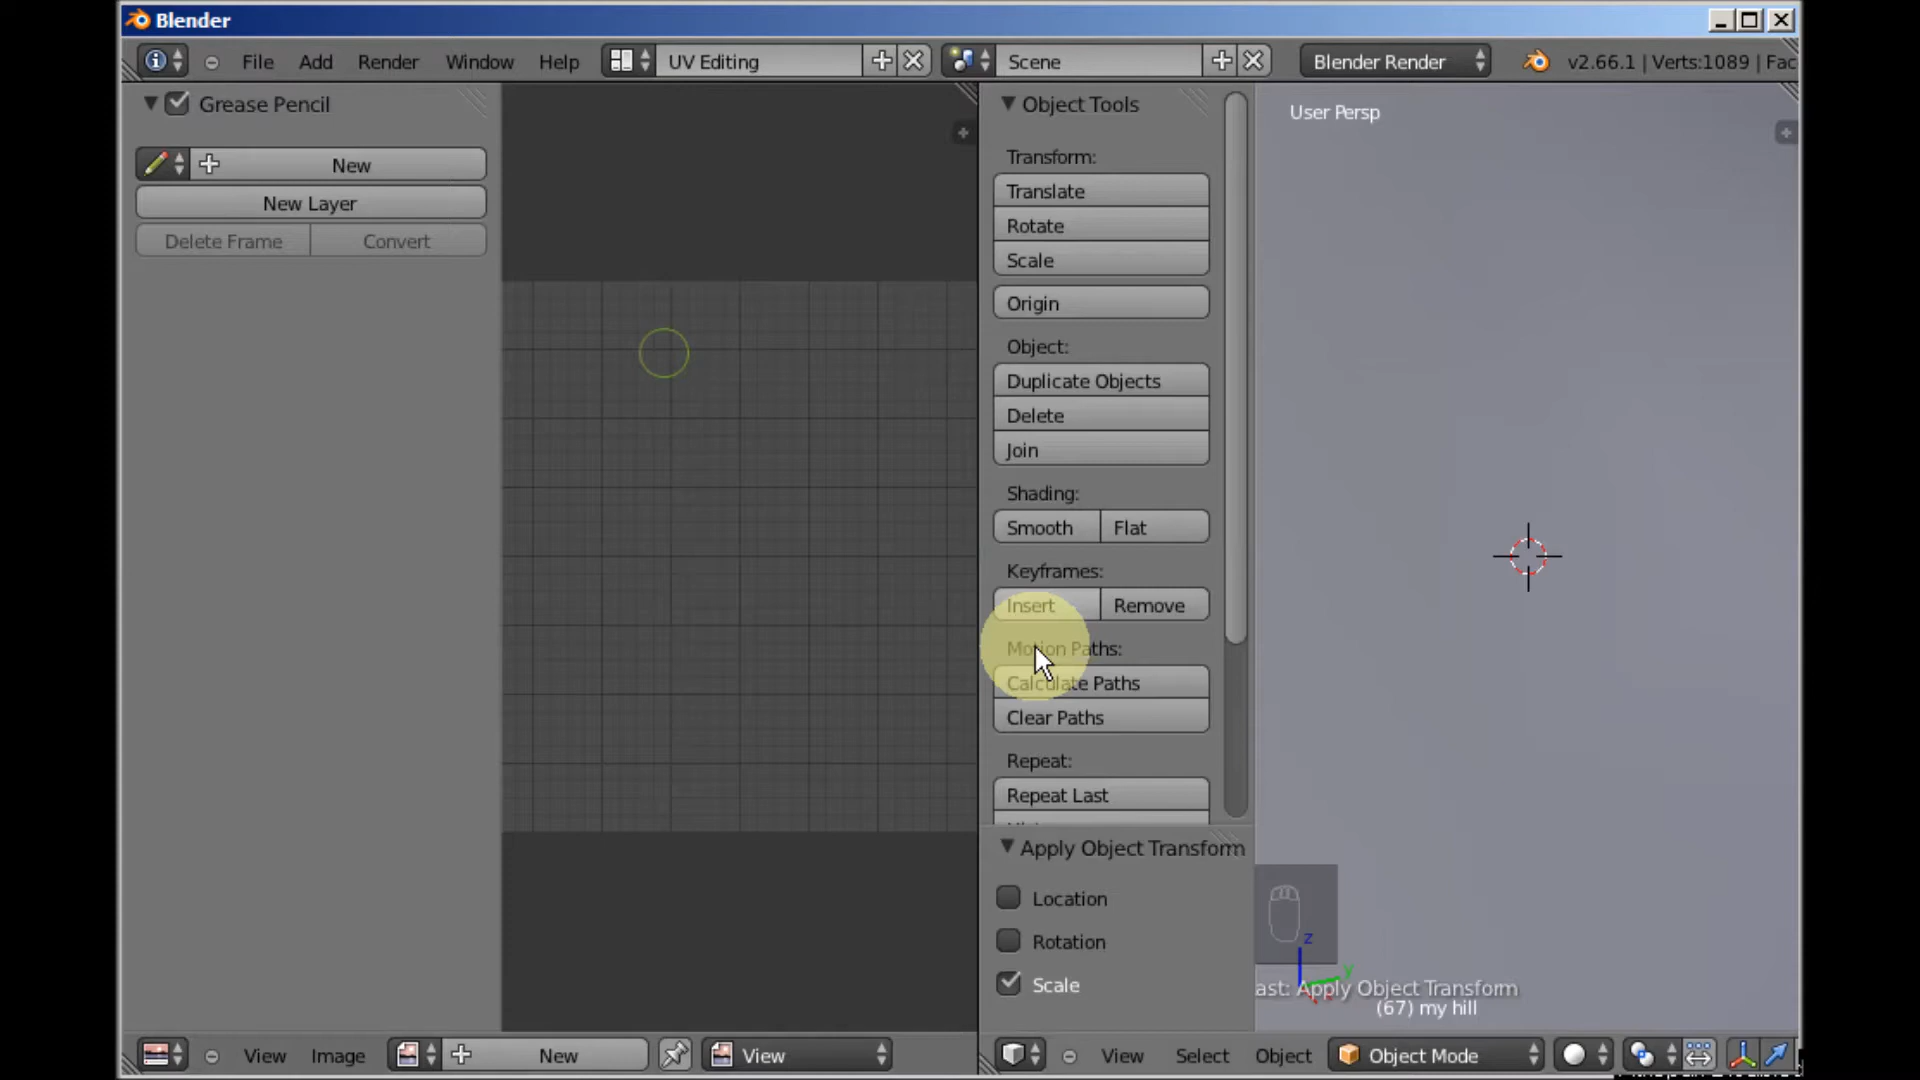 Blender
File Add Render Window Help UV Editing Scene Blender Render v2.66.1 | Verts:1089 | Fac
Grease Pencil
New
New Layer
Delete Frame Convert
Object Tools
Transform:
Translate
Rotate
Scale
Origin
Object:
Duplicate Objects
Delete
Join
Shading:
Smooth Flat
Keyframes:
Insert Remove
Motion Paths:
Calculate Paths
Clear Paths
Repeat:
Repeat Last
Apply Object Transform
Location
Rotation
Scale
User Persp
z
y
ast: Apply Object Transform
(67) my hill
View Image New View
View Select Object Object Mode